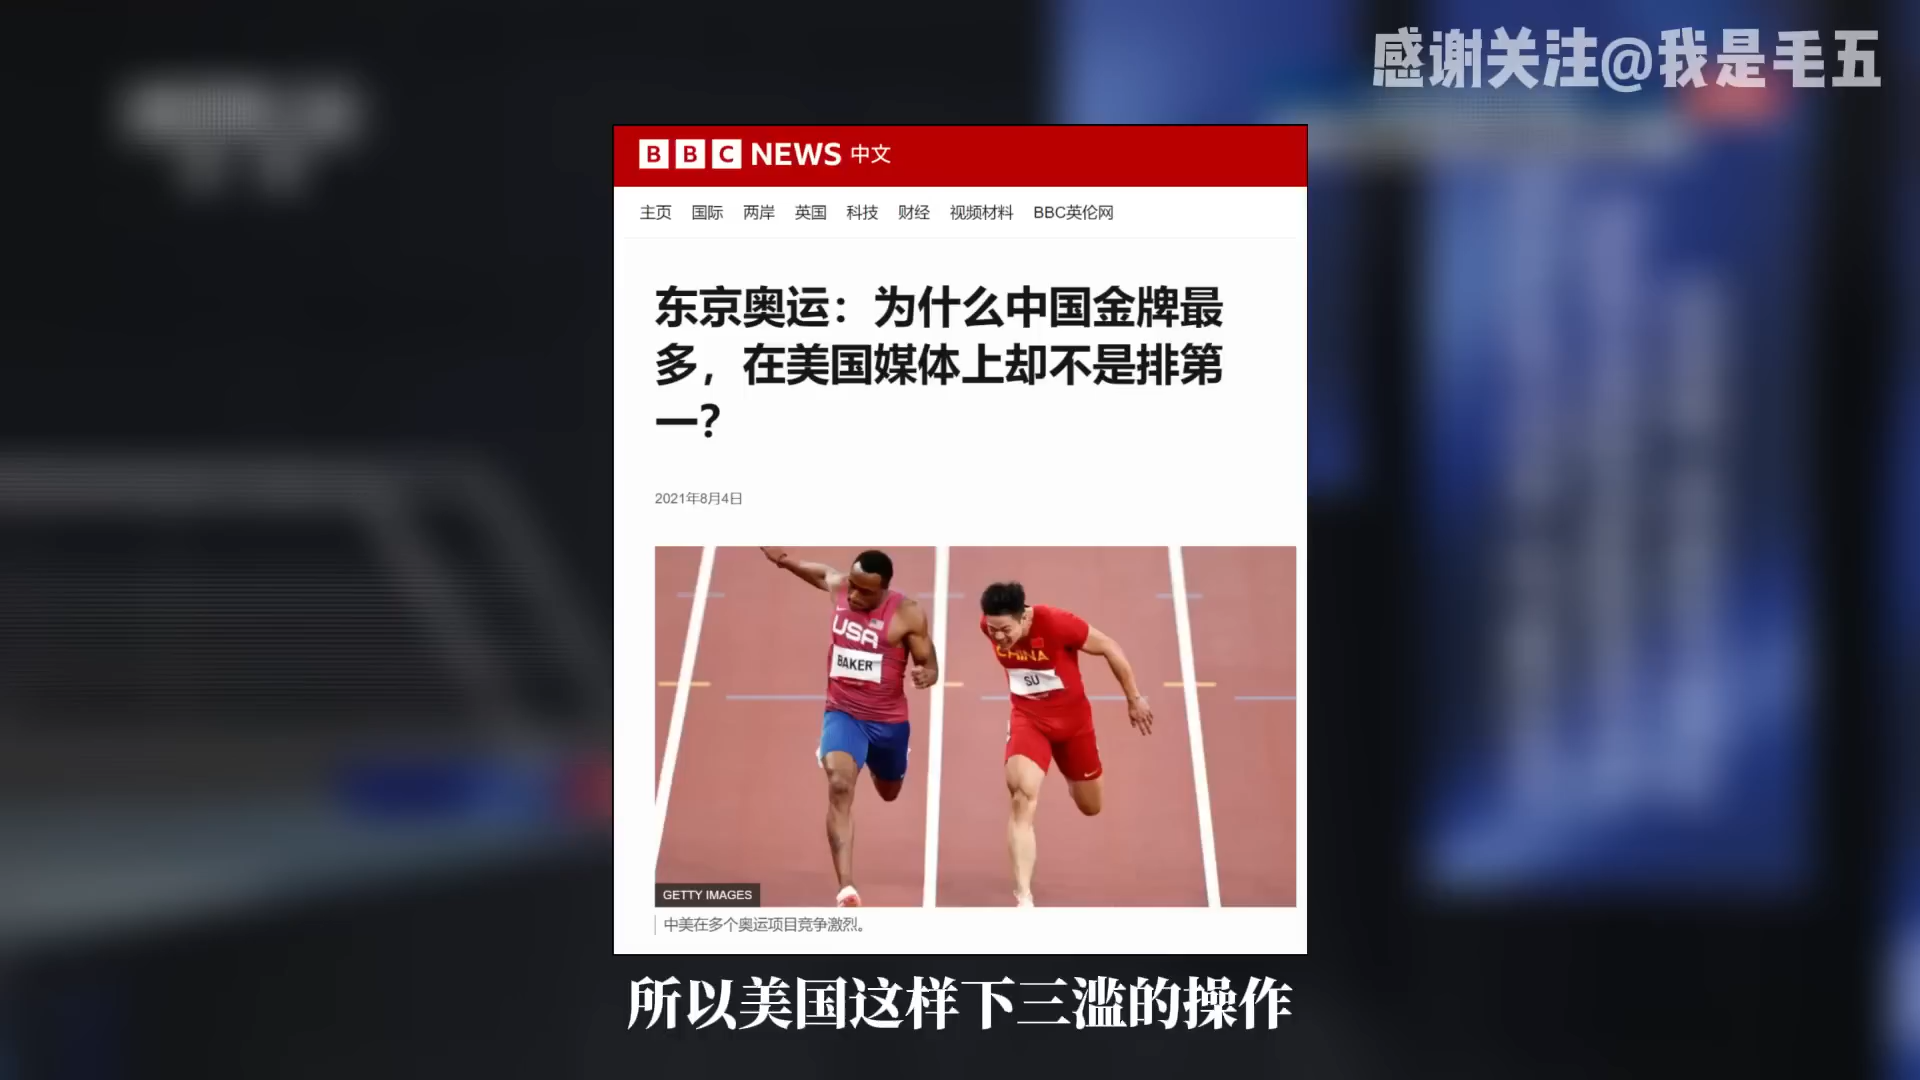 感谢关注@我是毛五
BBC NEWS 中文
主页 国际 两岸 英国 科技 财经 视频材料 BBC英伦网
东京奥运：为什么中国金牌最
多，在美国媒体上却不是排第
一？
2021年8月4日
USA
BAKER
CHINA
SU
GETTY IMAGES
中美在多个奥运项目竞争激烈。
所以美国这样下三滥的操作